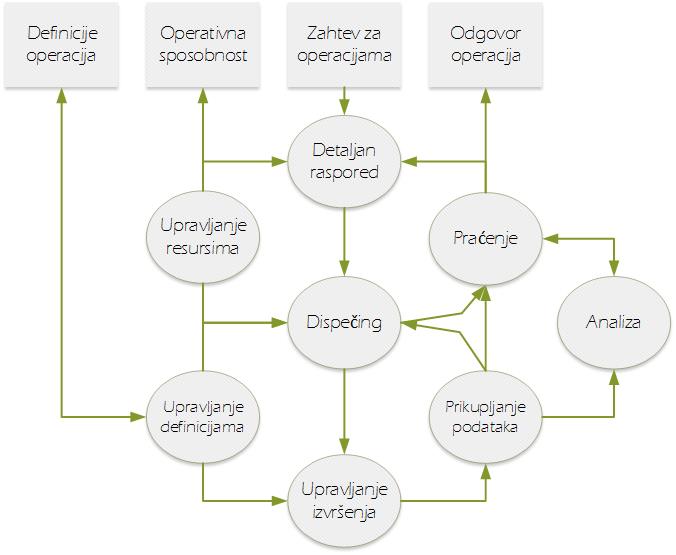 Definicije
operacija
Operativna
sposobnost
Zahtev za
operacijama
Odgovor
operacija
Detaljan
raspored
Upravljanje
resursima
Praćenje
Dispečing
Analiza
Upravljanje
definicijama
Prikupljanje
podataka
Upravljanje
izvršenja